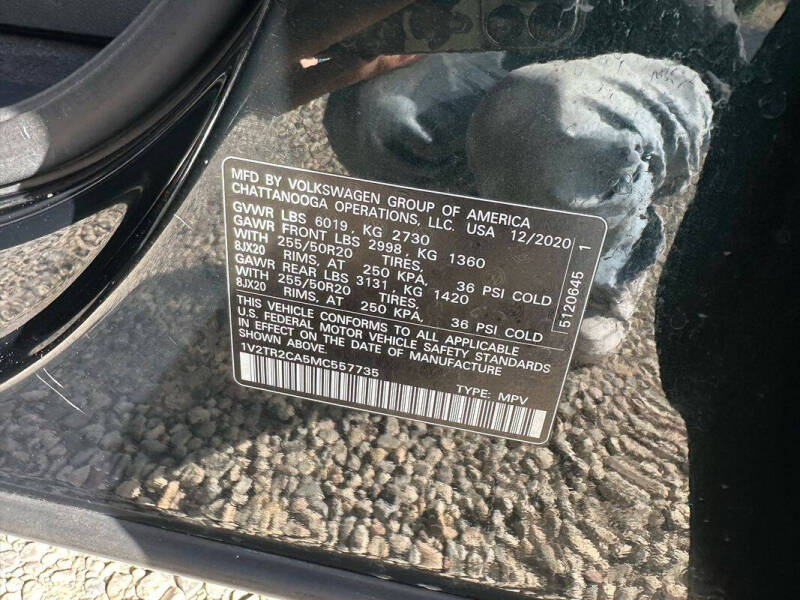 MFD BY VOLKSWAGEN GROUP OF AMERICA
CHATTANOOGA OPERATIONS, LLC. USA 12/2020
GVWR LBS 6019, KG 2730
GAWR FRONT LBS 2998, KG 1360
WITH 255/50R20 TIRES,
8JX20 RIMS, AT 250 KPA, 36 PSI COLD
GAWR REAR LBS 3131, KG 1420
WITH 255/50R20 TIRES,
8JX20 RIMS, AT 250 KPA, 36 PSI COLD
THIS VEHICLE CONFORMS TO ALL APPLICABLE
U.S. FEDERAL MOTOR VEHICLE SAFETY STANDARDS
IN EFFECT ON THE DATE OF MANUFACTURE
SHOWN ABOVE.
1V2TR2CA5MC557735
TYPE: MPV
5120645 1